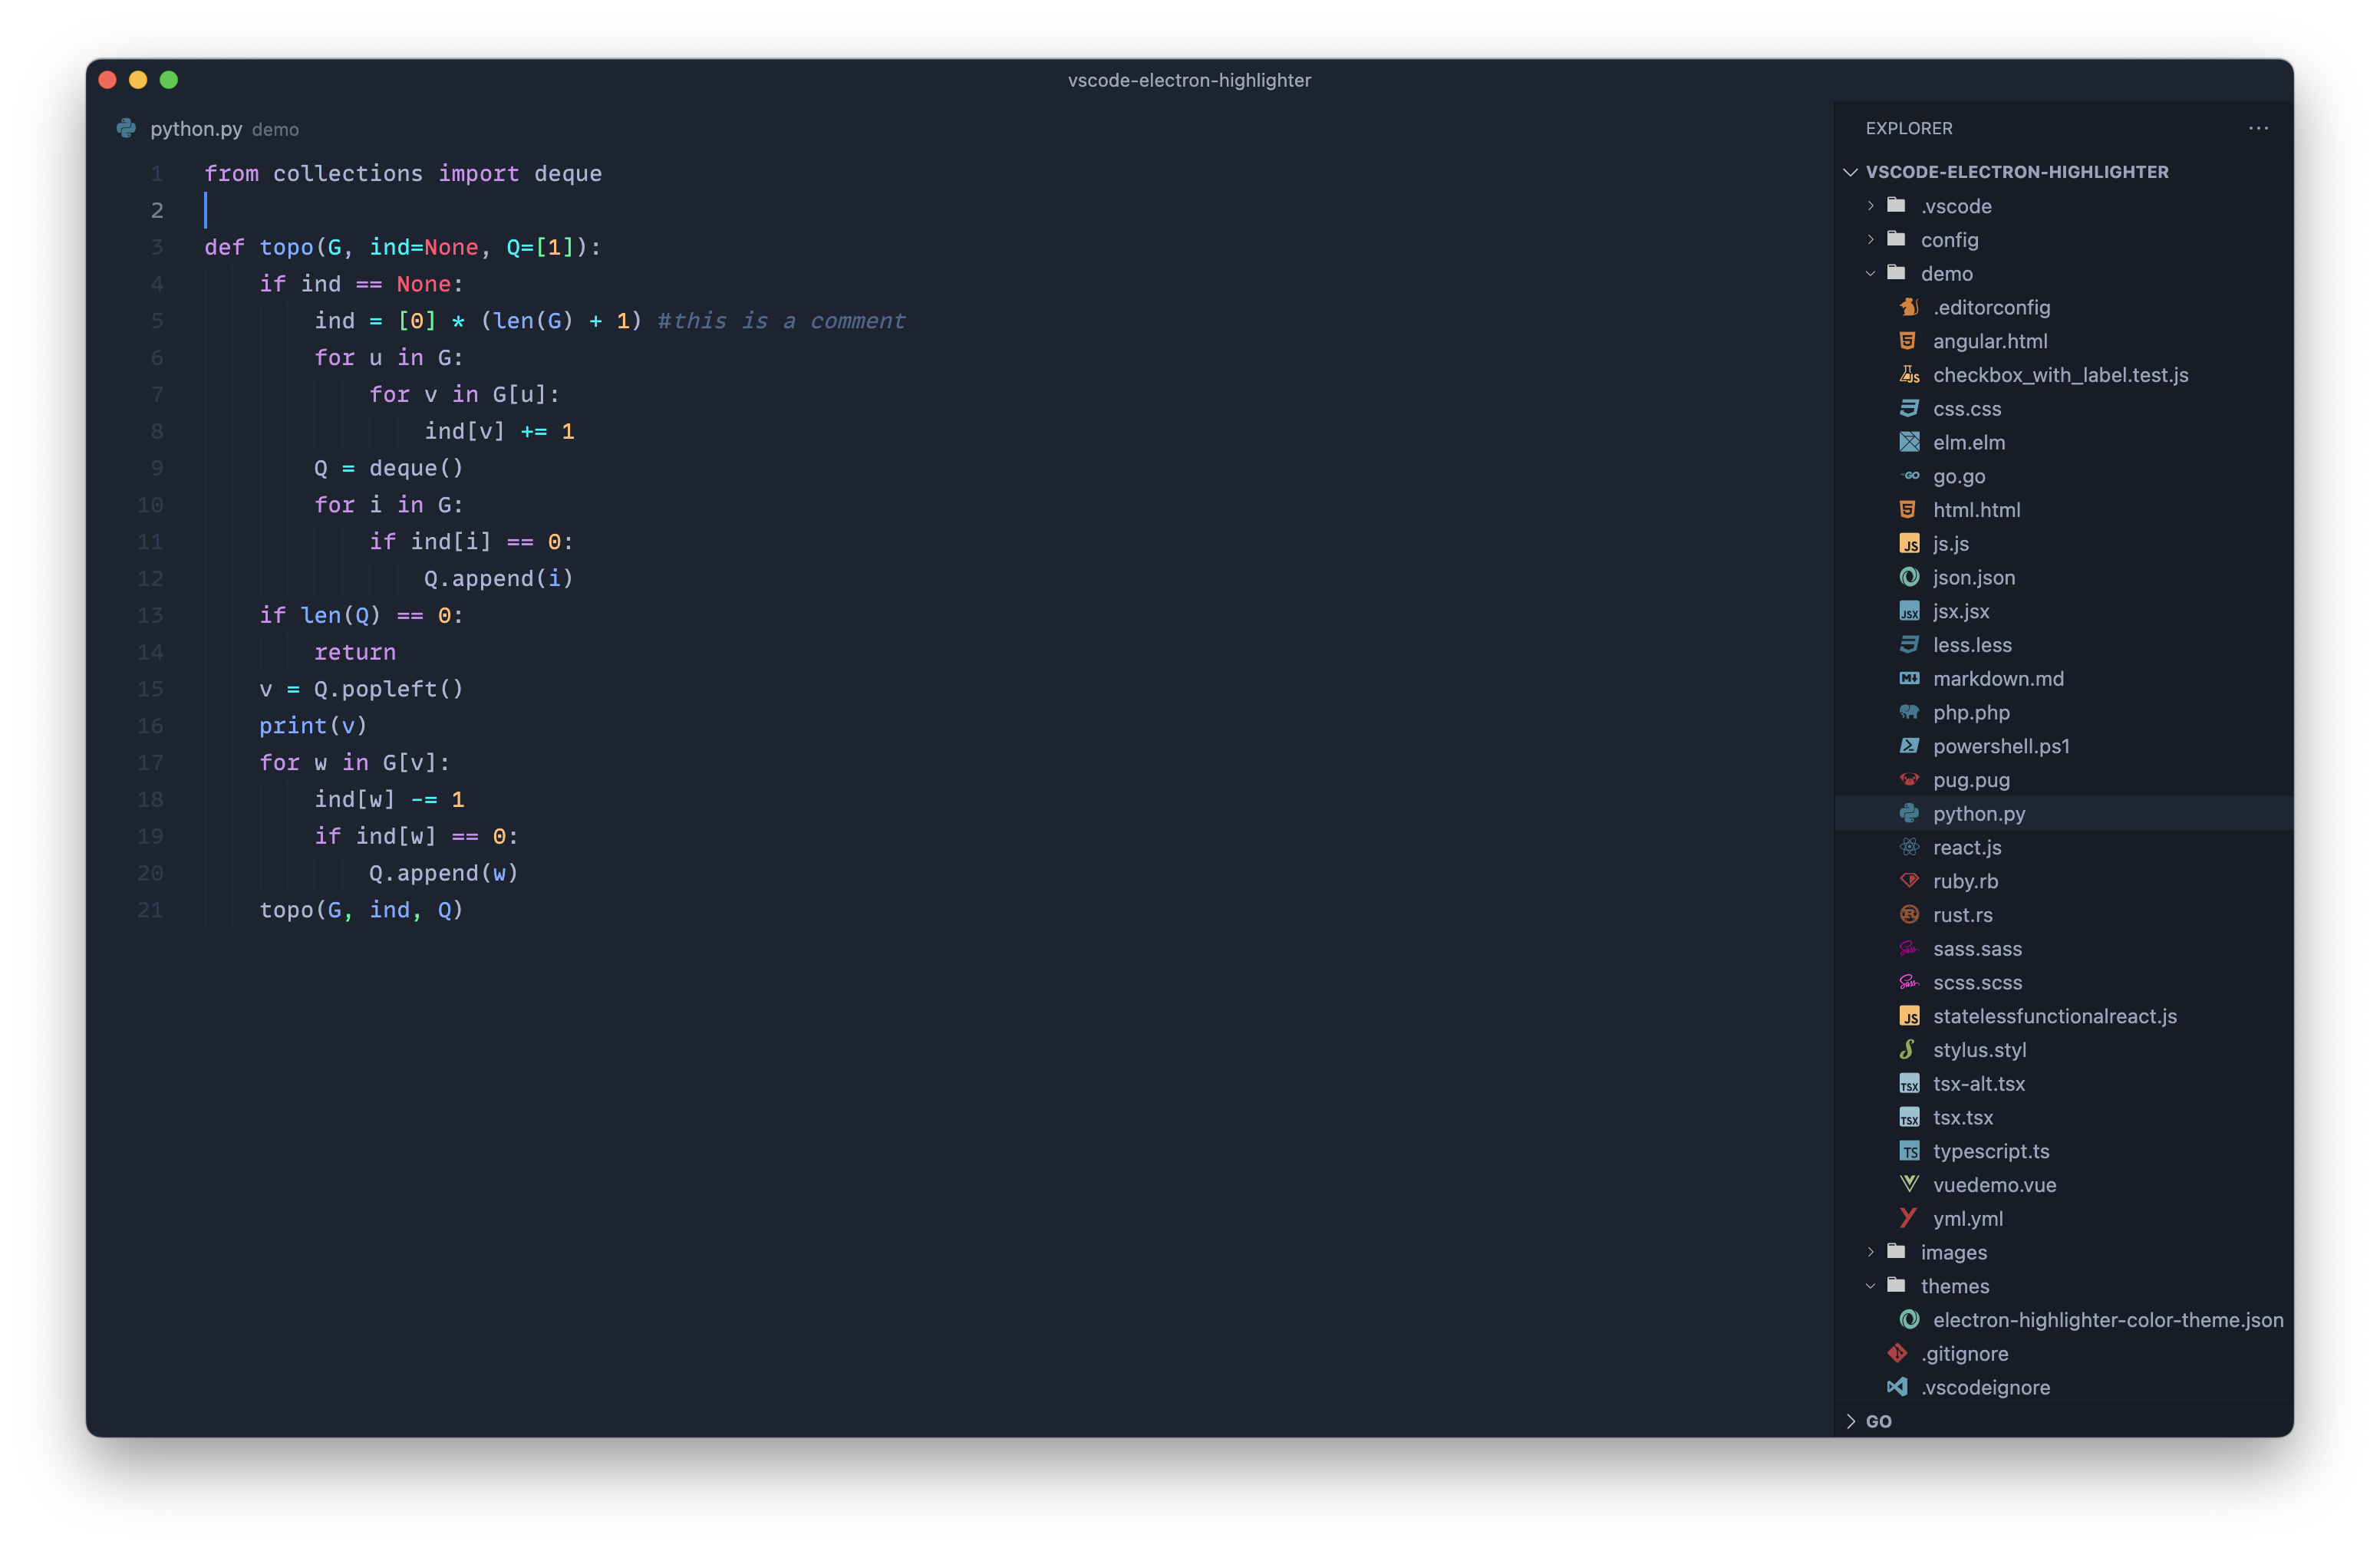 vscode-electron-highlighter
python.py demo
1 from collections import deque
2
3 def topo(G, ind=None, Q=[1]):
4     if ind == None:
5         ind = [0] * (len(G) + 1) #this is a comment
6         for u in G:
7             for v in G[u]:
8                 ind[v] += 1
9         Q = deque()
10         for i in G:
11             if ind[i] == 0:
12                 Q.append(i)
13     if len(Q) == 0:
14         return
15     v = Q.popleft()
16     print(v)
17     for w in G[v]:
18         ind[w] -= 1
19         if ind[w] == 0:
20             Q.append(w)
21     topo(G, ind, Q)
EXPLORER
VSCODE-ELECTRON-HIGHLIGHTER
.vscode
config
demo
.editorconfig
angular.html
checkbox_with_label.test.js
css.css
elm.elm
go.go
html.html
js.js
json.json
jsx.jsx
less.less
markdown.md
php.php
powershell.ps1
pug.pug
python.py
react.js
ruby.rb
rust.rs
sass.sass
scss.scss
statelessfunctionalreact.js
stylus.styl
tsx-alt.tsx
tsx.tsx
typescript.ts
vuedemo.vue
yml.yml
images
themes
electron-highlighter-color-theme.json
.gitignore
.vscodeignore
GO